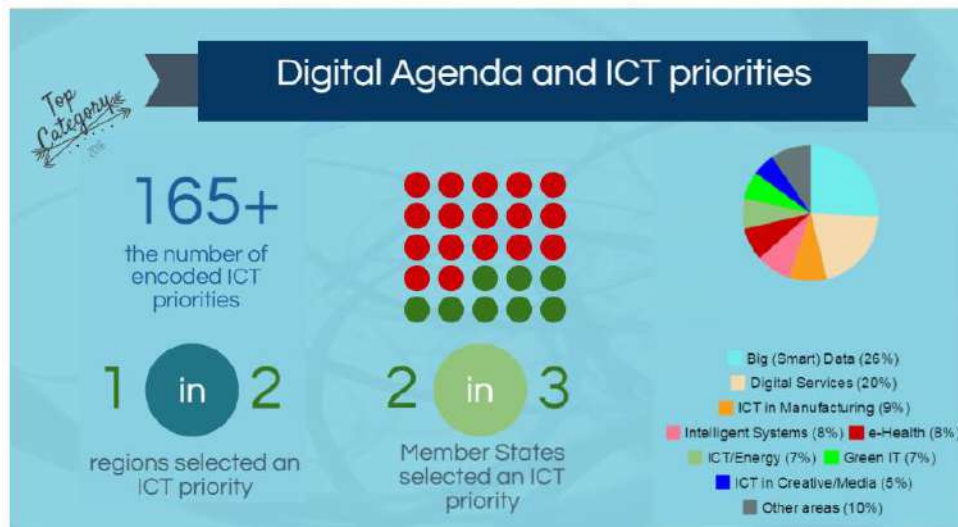 Digital Agenda and ICT priorities
Top
Category
165+
the number of
encoded ICT
priorities
1 in 2
regions selected an
ICT priority
2 in 3
Member States
selected an ICT
priority
Big (Smart) Data (26%)
Digital Services (20%)
ICT in Manufacturing (9%)
Intelligent Systems (8%) e-Health (8%)
ICT/Energy (7%) Green IT (7%)
ICT in Creative/Media (5%)
Other areas (10%)